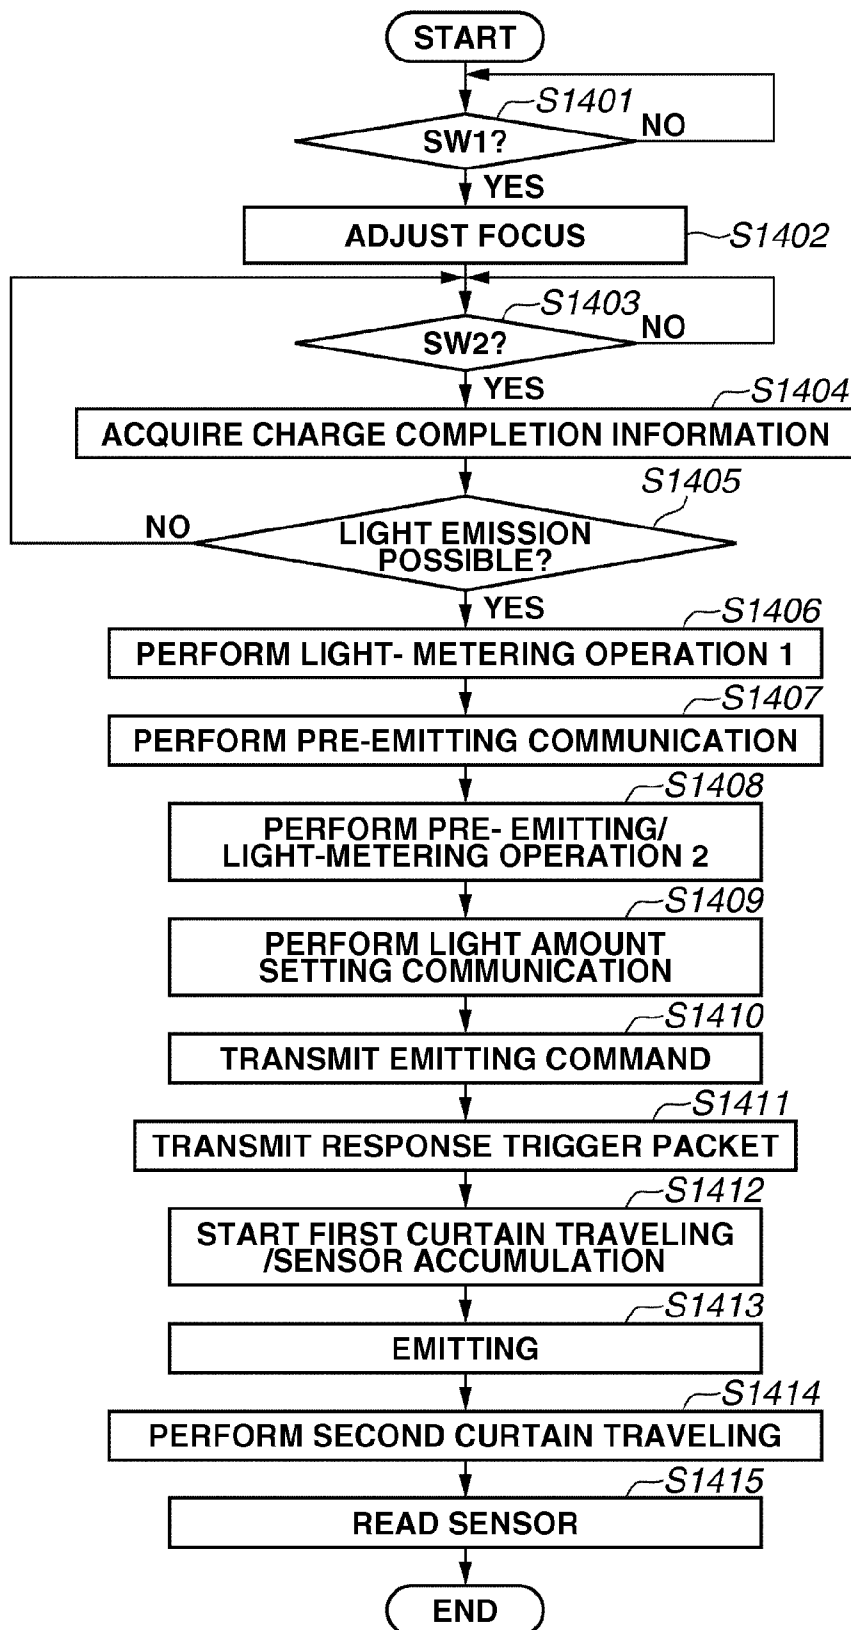 START
S1401
SW1?
NO
YES
ADJUST FOCUS
S1402
S1403
SW2?
NO
YES
S1404
ACQUIRE CHARGE COMPLETION INFORMATION
S1405
NO
LIGHT EMISSION
POSSIBLE?
YES
S1406
PERFORM LIGHT- METERING OPERATION 1
S1407
PERFORM PRE-EMITTING COMMUNICATION
S1408
PERFORM PRE- EMITTING/
LIGHT-METERING OPERATION 2
S1409
PERFORM LIGHT AMOUNT
SETTING COMMUNICATION
S1410
TRANSMIT EMITTING COMMAND
S1411
TRANSMIT RESPONSE TRIGGER PACKET
S1412
START FIRST CURTAIN TRAVELING
/SENSOR ACCUMULATION
S1413
EMITTING
S1414
PERFORM SECOND CURTAIN TRAVELING
S1415
READ SENSOR
END